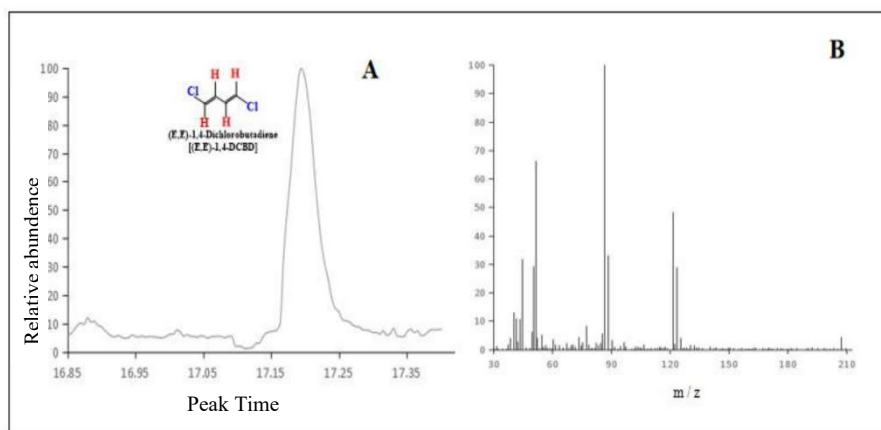 A
B
H H
Cl
Cl
H H
(E,E)-1,4-Dichlorobutadiene
[(E,E)-1,4-DCBD]
Relative abundence
100
90
80
70
60
50
40
30
20
10
0
16.85 16.95 17.05 17.15 17.25 17.35
Peak Time
100
90
80
70
60
50
40
30
20
10
0
30 60 90 120 150 180 210
m / z